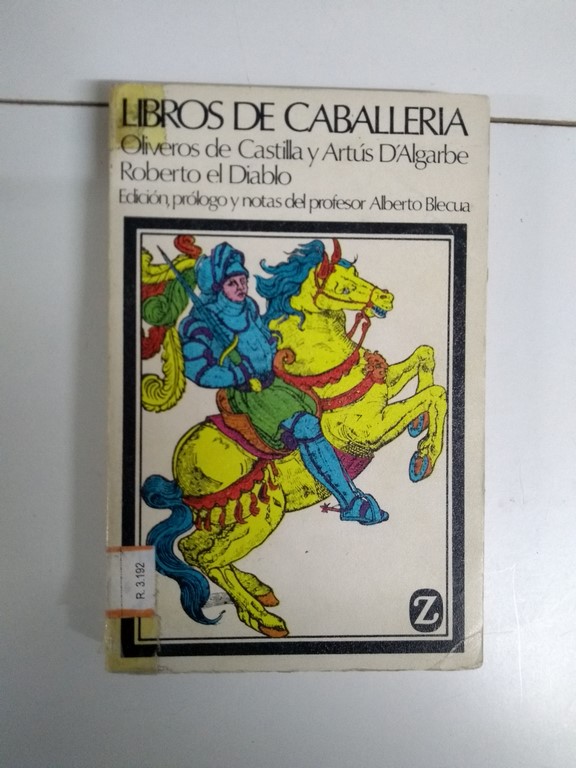 LIBROS DE CABALLERIA
Oliveros de Castilla y Artús D'Algarbe
Roberto el Diablo
Edición, prólogo y notas del profesor Alberto Blecua
R. 3.192
Z